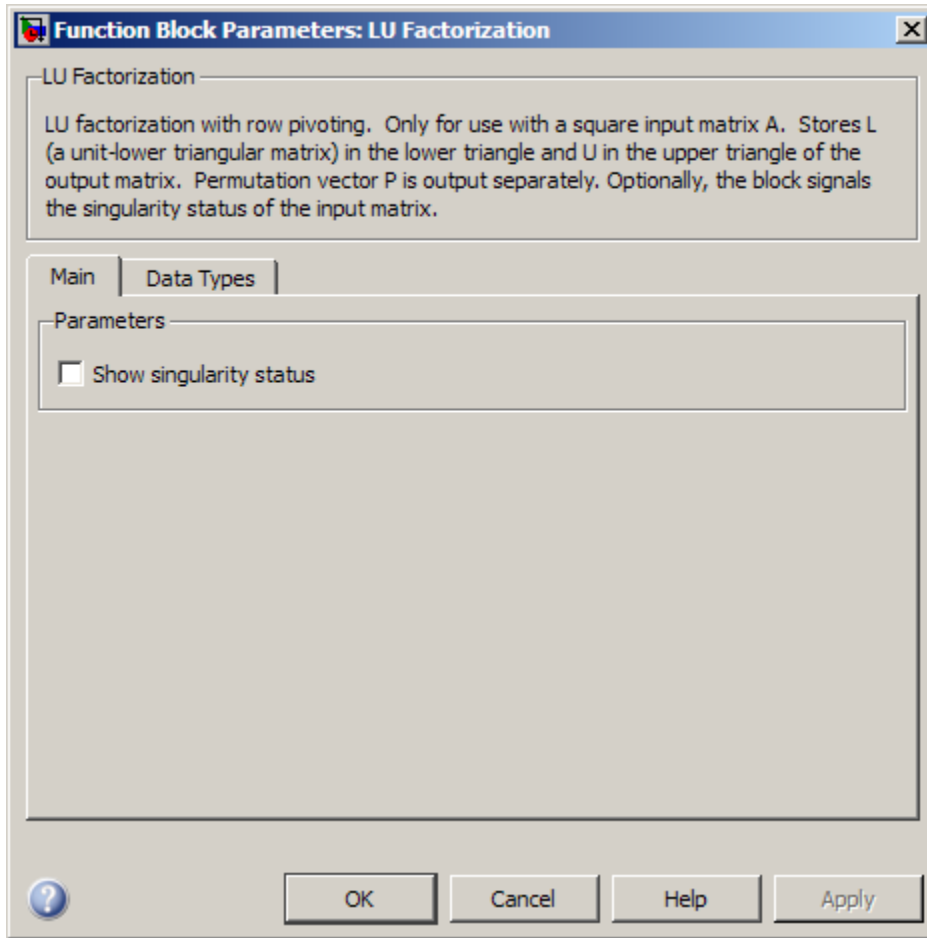 Function Block Parameters: LU Factorization
LU Factorization
LU factorization with row pivoting.  Only for use with a square input matrix A.  Stores L
(a unit-lower triangular matrix) in the lower triangle and U in the upper triangle of the
output matrix.  Permutation vector P is output separately. Optionally, the block signals
the singularity status of the input matrix.
Main
Data Types
Parameters
Show singularity status
?
OK
Cancel
Help
Apply